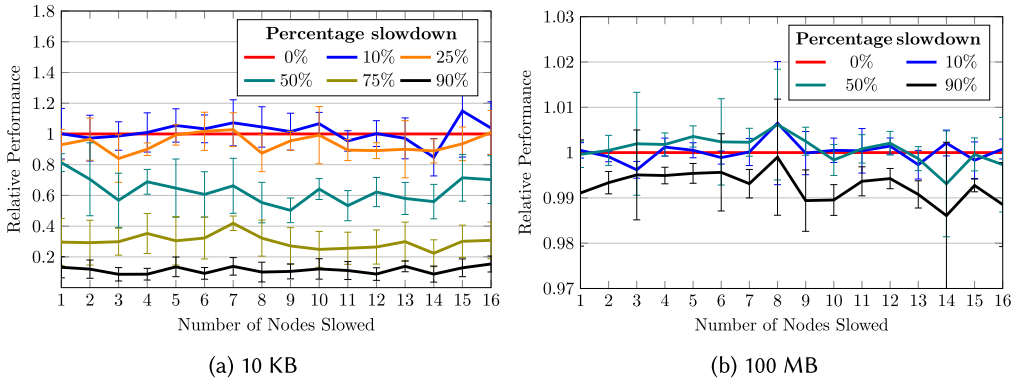 1.8
1.6
1.4
1.2
1
0.8
0.6
0.4
0.2
Relative Performance
Percentage slowdown
0% 10% 25%
50% 75% 90%
1 2 3 4 5 6 7 8 9 10 11 12 13 14 15 16
Number of Nodes Slowed
(a) 10 KB
1.03
1.02
1.01
1
0.99
0.98
0.97
Relative Performance
Percentage slowdown
0% 10%
50% 90%
1 2 3 4 5 6 7 8 9 10 11 12 13 14 15 16
Number of Nodes Slowed
(b) 100 MB